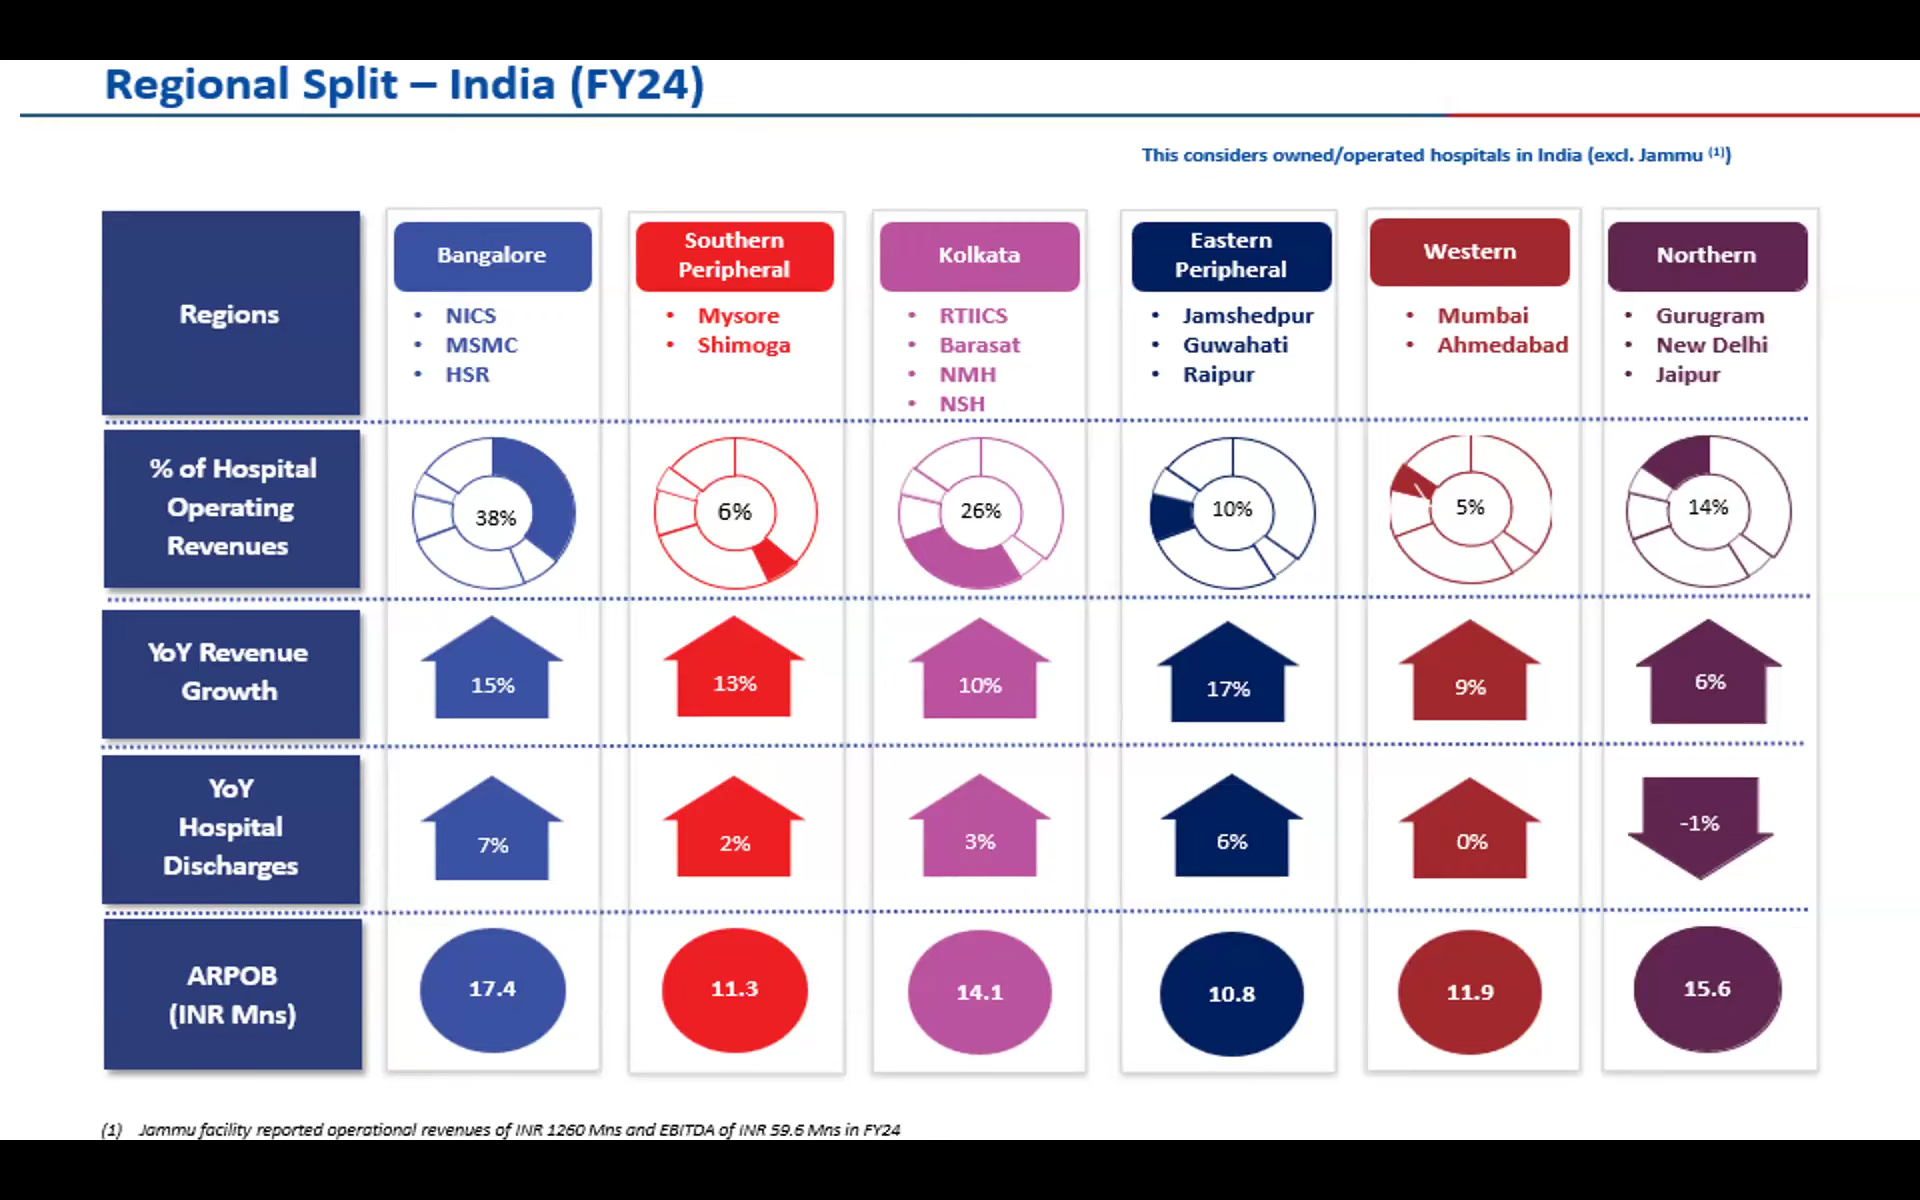 Regional Split – India (FY24)
This considers owned/operated hospitals in India (excl. Jammu (1))
Regions
Bangalore
• NICS
• MSMC
• HSR
Southern
Peripheral
• Mysore
• Shimoga
Kolkata
• RTIICS
• Barasat
• NMH
• NSH
Eastern
Peripheral
• Jamshedpur
• Guwahati
• Raipur
Western
• Mumbai
• Ahmedabad
Northern
• Gurugram
• New Delhi
• Jaipur
% of Hospital
Operating
Revenues
38%
6%
26%
10%
5%
14%
YoY Revenue
Growth
15%
13%
10%
17%
9%
6%
YoY
Hospital
Discharges
7%
2%
3%
6%
0%
-1%
ARPOB
(INR Mns)
17.4
11.3
14.1
10.8
11.9
15.6
(1) Jammu facility reported operational revenues of INR 1260 Mns and EBITDA of INR 59.6 Mns in FY24